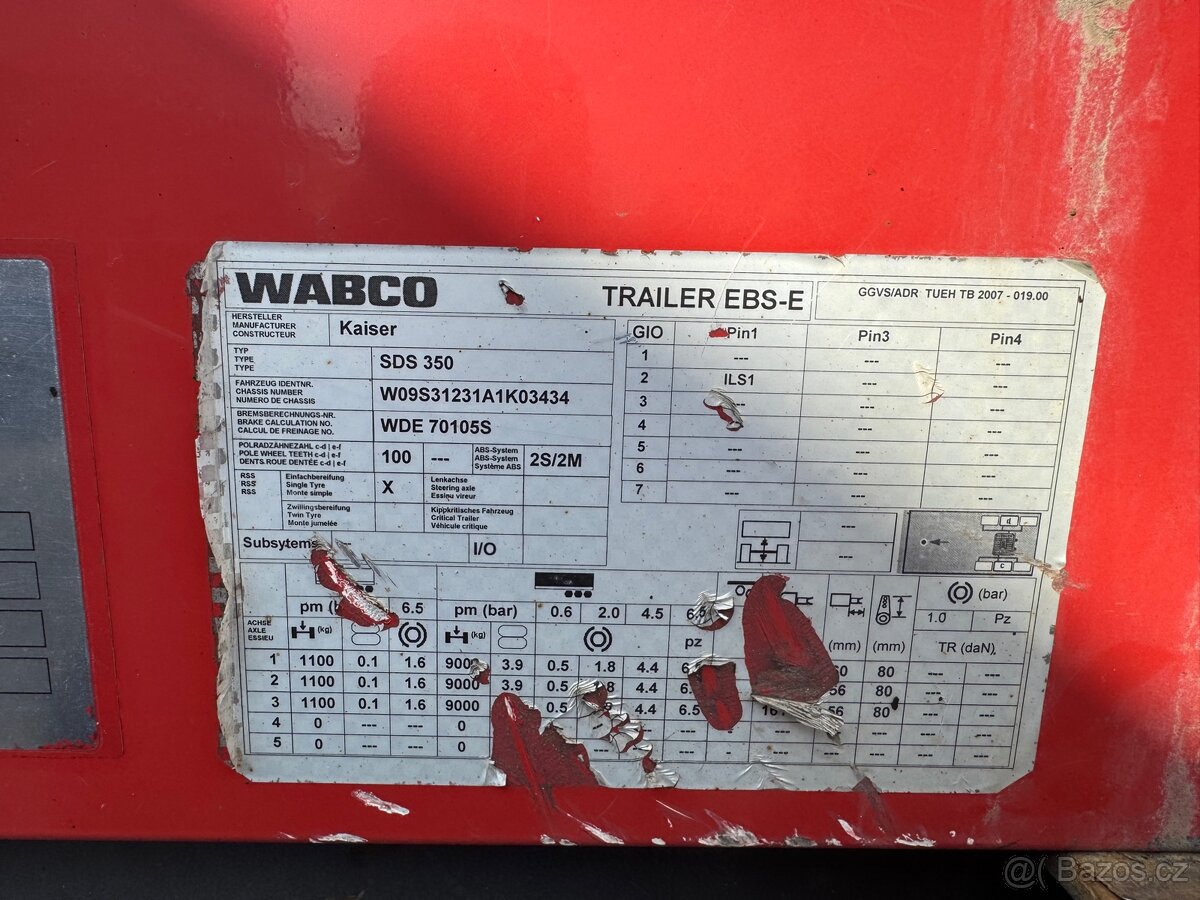 WABCO TRAILER EBS-E GGVS/ADR TUEH TB 2007 - 019.00
HERSTELLER
MANUFACTURER
CONSTRUCTEUR
Kaiser
TYP
TYPE
TYPE
SDS 350
FAHRZEUG IDENTNR.
CHASSIS NUMBER
NUMERO DE CHASSIS
W09S31231A1K03434
BREMSBERECHNUNGS-NR.
BRAKE CALCULATION NO.
CALCUL DE FREINAGE NO.
WDE 70105S
POLRADZÄHNEZAHL c-d | e-f
POLE WHEEL TEETH c-d | e-f
DENTS ROUE DENTÉE c-d | e-f
100 ---
ABS-System
ABS-System
Système ABS
2S/2M
RSS
RSS
RSS
Einfachbereifung
Single Tyre
Monte simple
X
Lenkachse
Steering axle
Essieu vireur
Zwillingsbereifung
Twin Tyre
Monte jumelée
Kippkritisches Fahrzeug
Critical Trailer
Véhicule critique
Subsytems I/O
GIO Pin1 Pin3 Pin4
1 --- --- ---
2 ILS1 ---
3 --- --- ---
4 --- --- ---
5 --- --- ---
6 --- --- ---
7 --- --- ---
---
---
d
c
pm 6.5 pm (bar) 0.6 2.0 4.5 6.5 (bar)
1.0 Pz
ACHSE
AXLE
ESSIEU
(kg) (kg) pz (mm) (mm) TR (daN)
1 1100 0.1 1.6 9000 3.9 0.5 1.8 4.4 80 --- ---
2 1100 0.1 1.6 9000 3.9 0.5 4.4 56 80 --- ---
3 1100 0.1 1.6 9000 0.5 4.4 6.5 56 80 --- ---
4 0 --- --- 0 --- --- --- --- --- ---
5 0 --- --- 0 --- --- --- --- ---
@ Bazos.cz